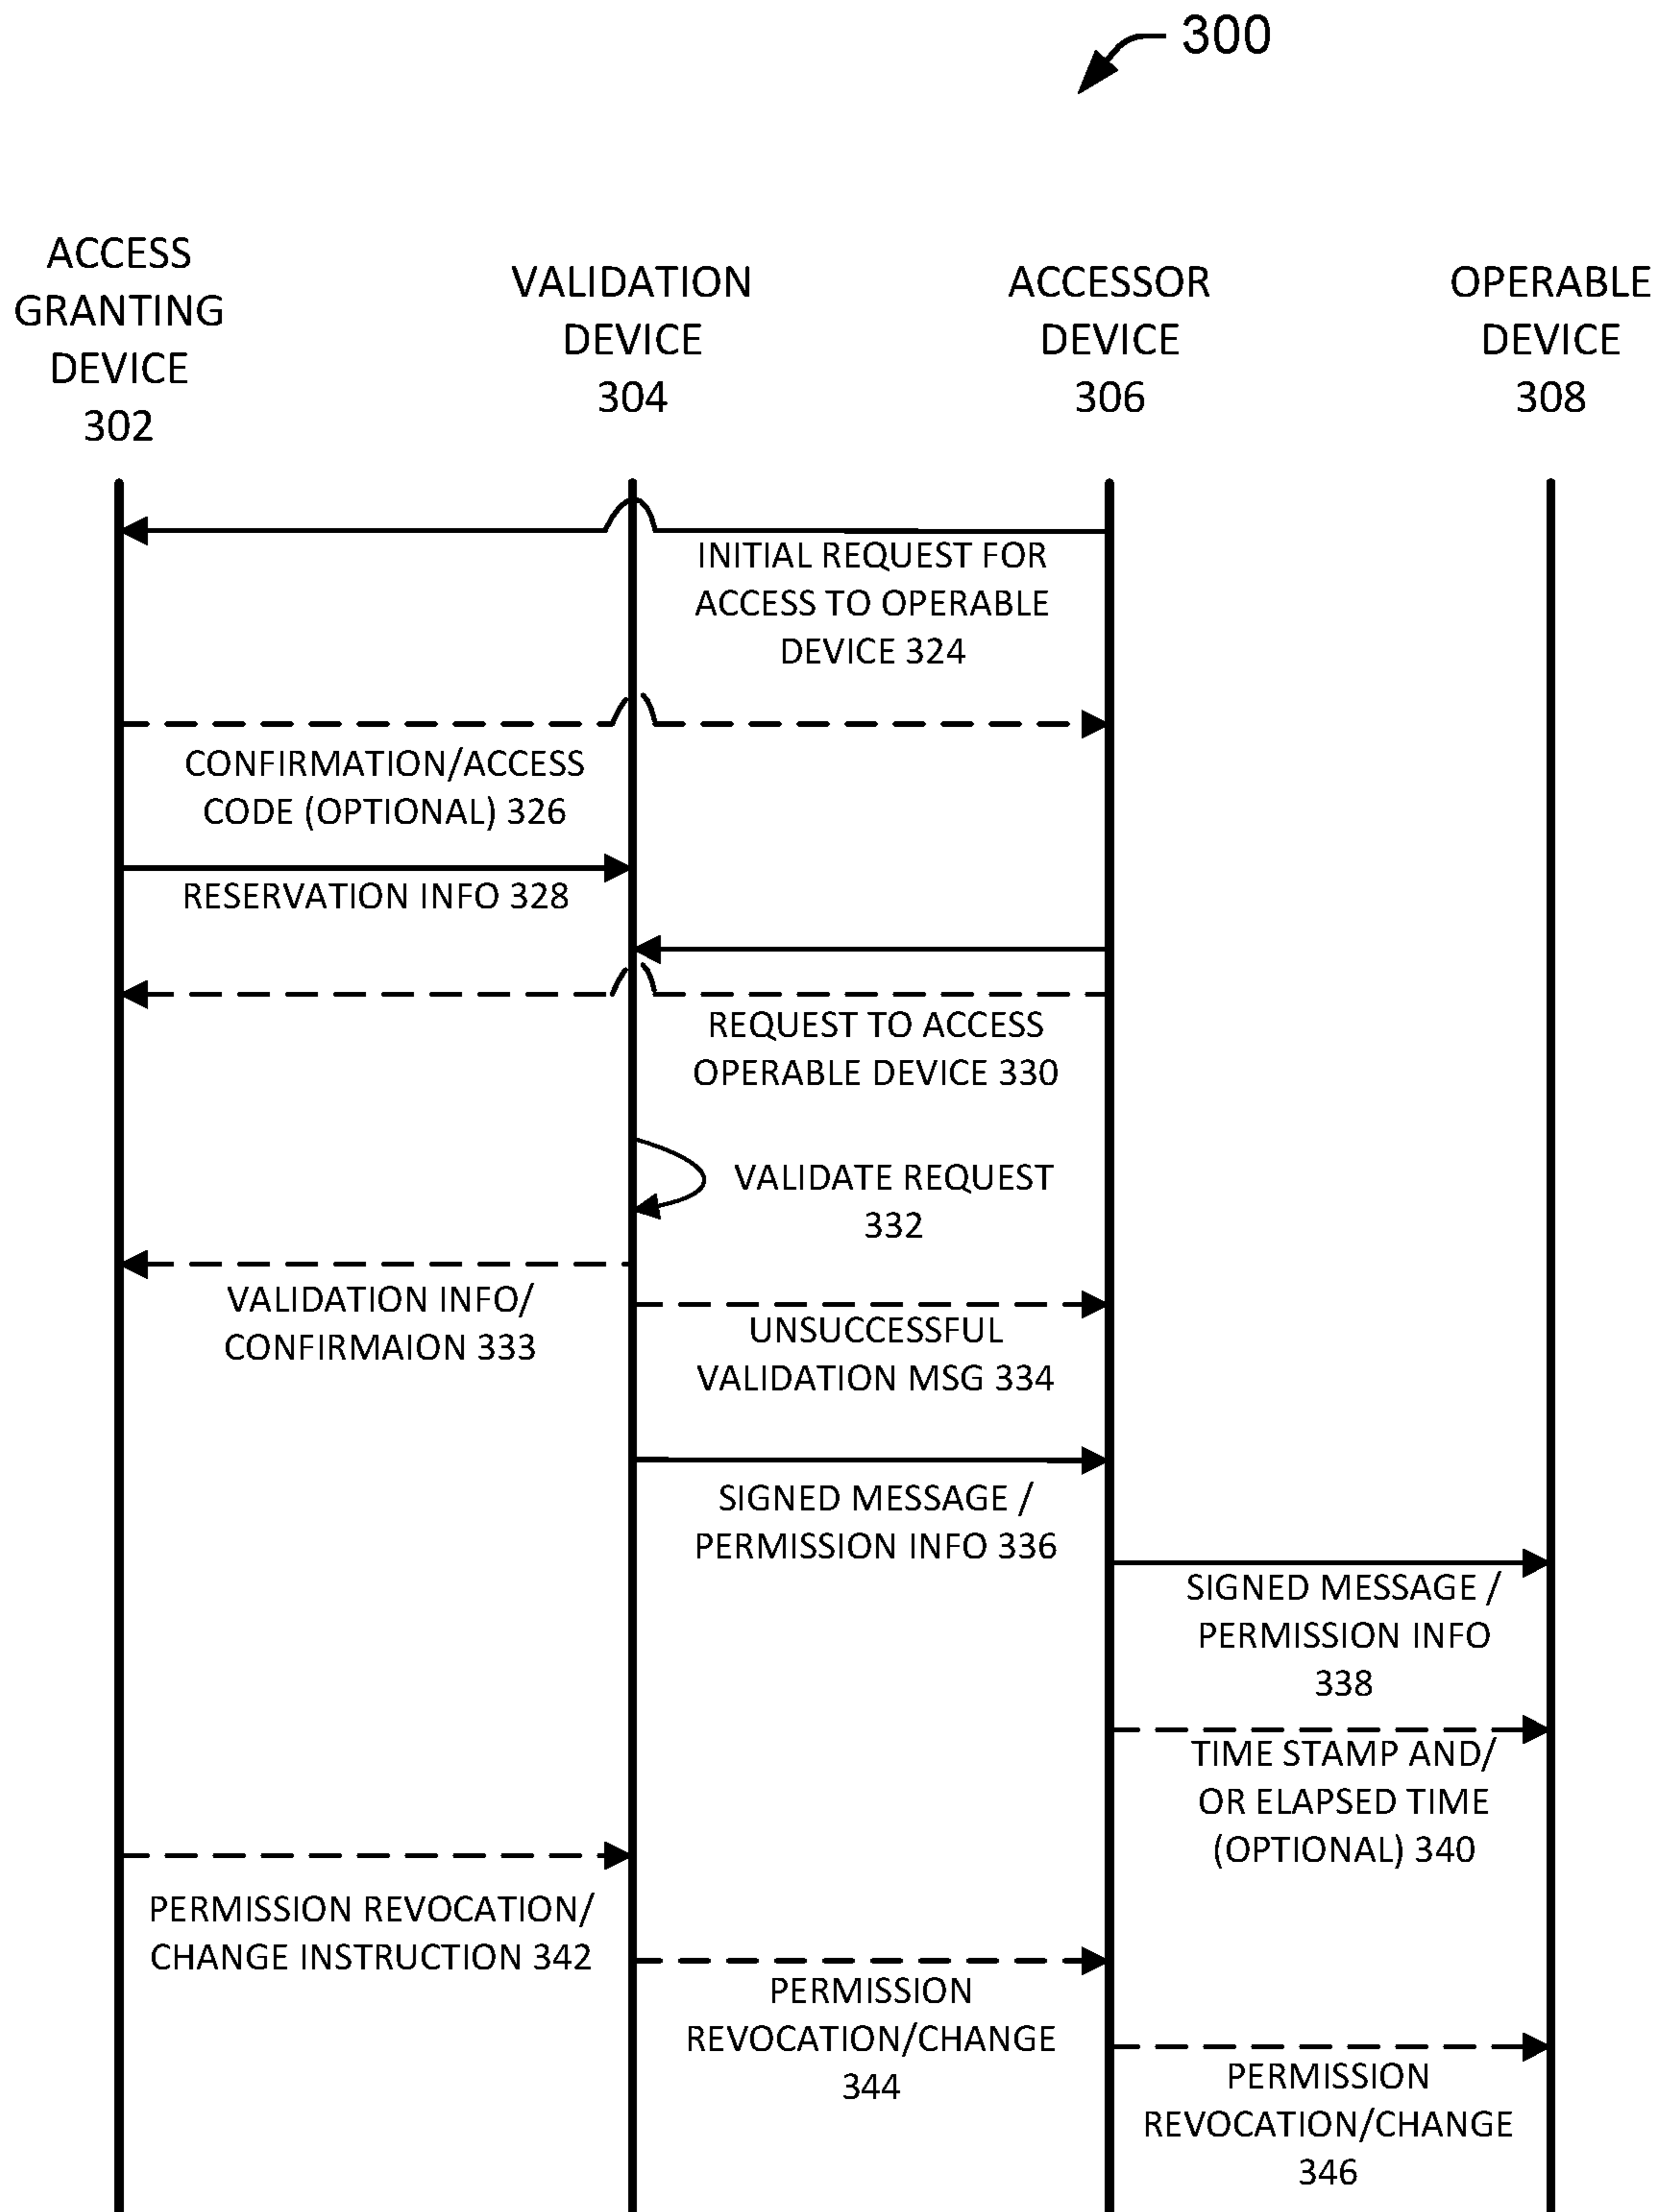 300
ACCESS
GRANTING
DEVICE
302
VALIDATION
DEVICE
304
ACCESSOR
DEVICE
306
OPERABLE
DEVICE
308
INITIAL REQUEST FOR
ACCESS TO OPERABLE
DEVICE 324
CONFIRMATION/ACCESS
CODE (OPTIONAL) 326
RESERVATION INFO 328
REQUEST TO ACCESS
OPERABLE DEVICE 330
VALIDATE REQUEST
332
VALIDATION INFO/
CONFIRMAION 333
UNSUCCESSFUL
VALIDATION MSG 334
SIGNED MESSAGE /
PERMISSION INFO 336
SIGNED MESSAGE /
PERMISSION INFO
338
TIME STAMP AND/
OR ELAPSED TIME
(OPTIONAL) 340
PERMISSION REVOCATION/
CHANGE INSTRUCTION 342
PERMISSION
REVOCATION/CHANGE
344
PERMISSION
REVOCATION/CHANGE
346